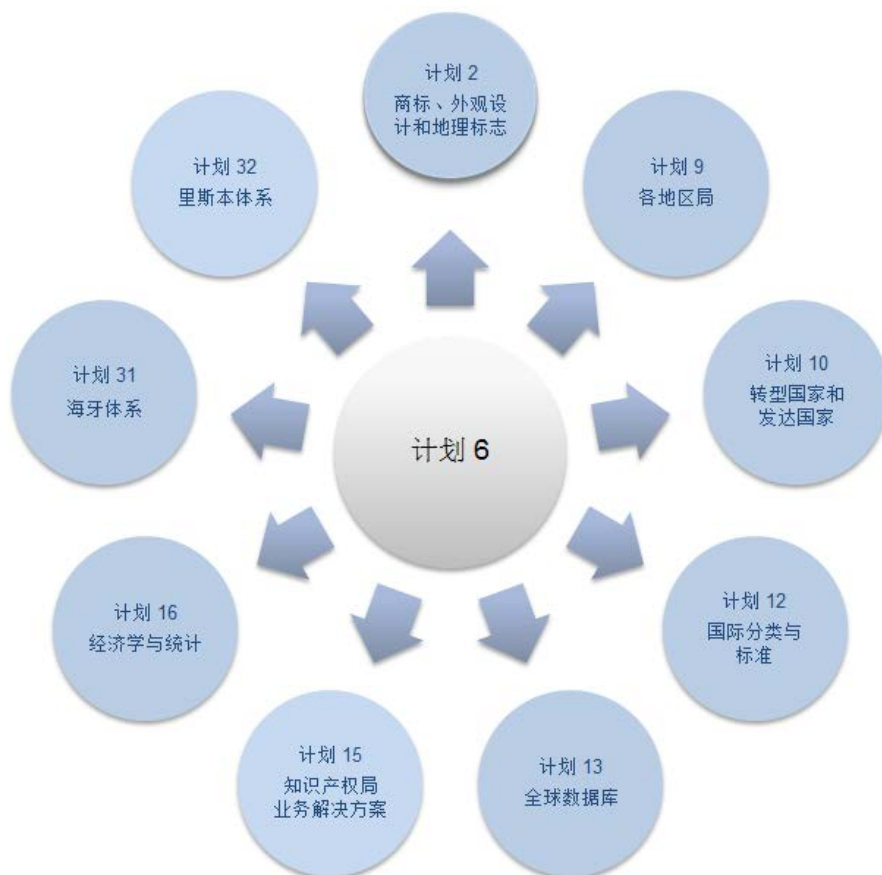 计划 2
商标、外观设
计和地理标志
计划 9
各地区局
计划 10
转型国家和
发达国家
计划 12
国际分类与
标准
计划 13
全球数据库
计划 15
知识产权局
业务解决方案
计划 16
经济学与统计
计划 31
海牙体系
计划 32
里斯本体系
计划 6